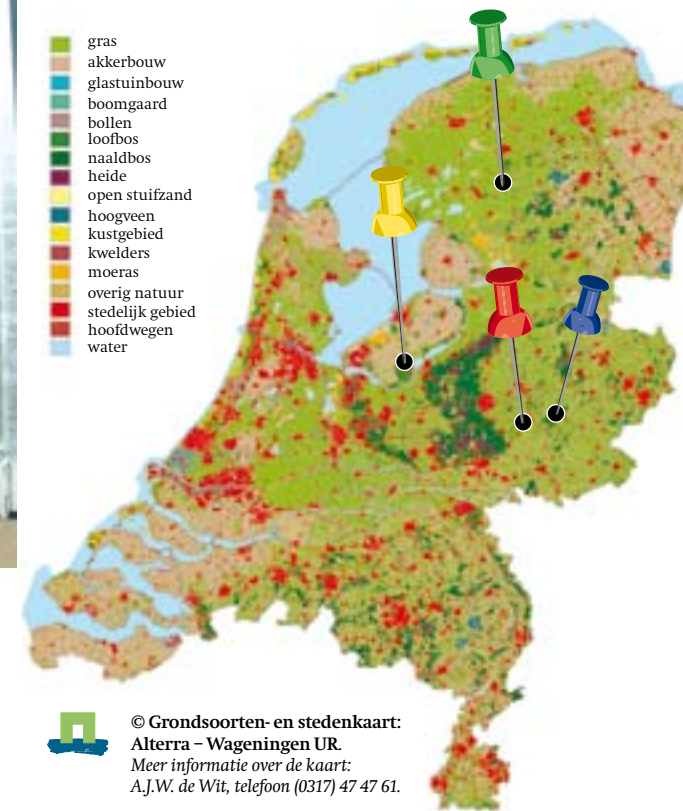 gras
akkerbouw
glastuinbouw
boomgaard
bollen
loofbos
naaldbos
heide
open stuifzand
hoogveen
kustgebied
kwelders
moeras
overig natuur
stedelijk gebied
hoofdwegen
water
© Grondsoorten- en stedenkaart:
Alterra – Wageningen UR.
Meer informatie over de kaart:
A.J.W. de Wit, telefoon (0317) 47 47 61.